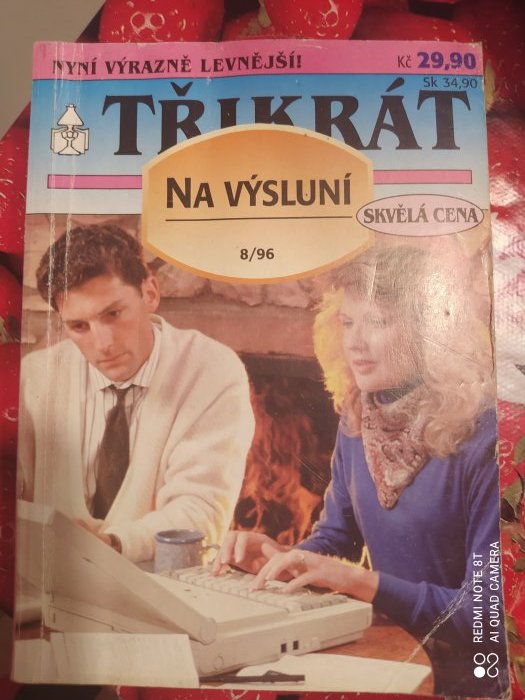 NYNÍ VÝRAZNĚ LEVNĚJŠÍ!
Kč 29,90
Sk 34,90
TŘIKRÁT
NA VÝSLUNÍ
SKVĚLÁ CENA
8/96
REDMI NOTE 8T
AI QUAD CAMERA